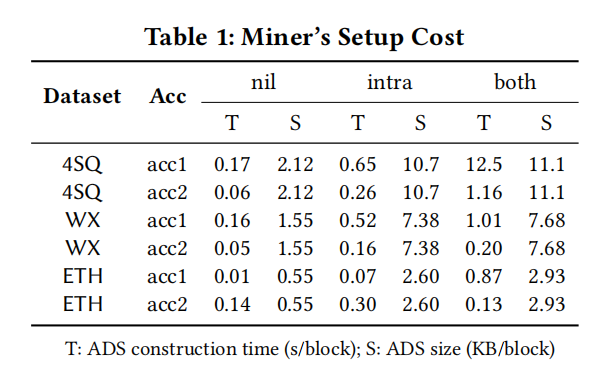 Table 1: Miner's Setup Cost
Dataset Acc nil intra both
T S T S T S
4SQ acc1 0.17 2.12 0.65 10.7 12.5 11.1
4SQ acc2 0.06 2.12 0.26 10.7 1.16 11.1
WX acc1 0.16 1.55 0.52 7.38 1.01 7.68
WX acc2 0.05 1.55 0.16 7.38 0.20 7.68
ETH acc1 0.01 0.55 0.07 2.60 0.87 2.93
ETH acc2 0.14 0.55 0.30 2.60 0.13 2.93
T: ADS construction time (s/block); S: ADS size (KB/block)